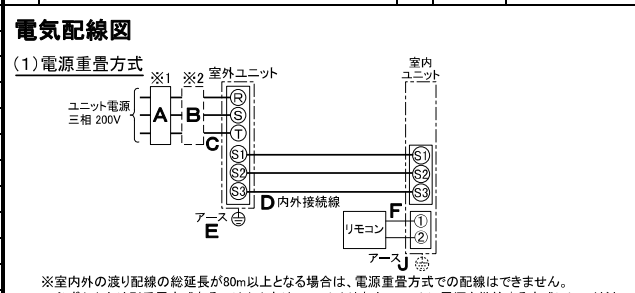 電気配線図
(1)電源重畳方式
※1 ※2 室外ユニット
室内
ユニット
ユニット電源
三相 200V
A B
C
R
S
T
S1
S2
S3
S1
S2
S3
D 内外接続線
アース
E
リモコン
F
①
②
アース J
※室内外の渡り配線の総延長が80m以上となる場合は、電源重畳方式での配線はできません。